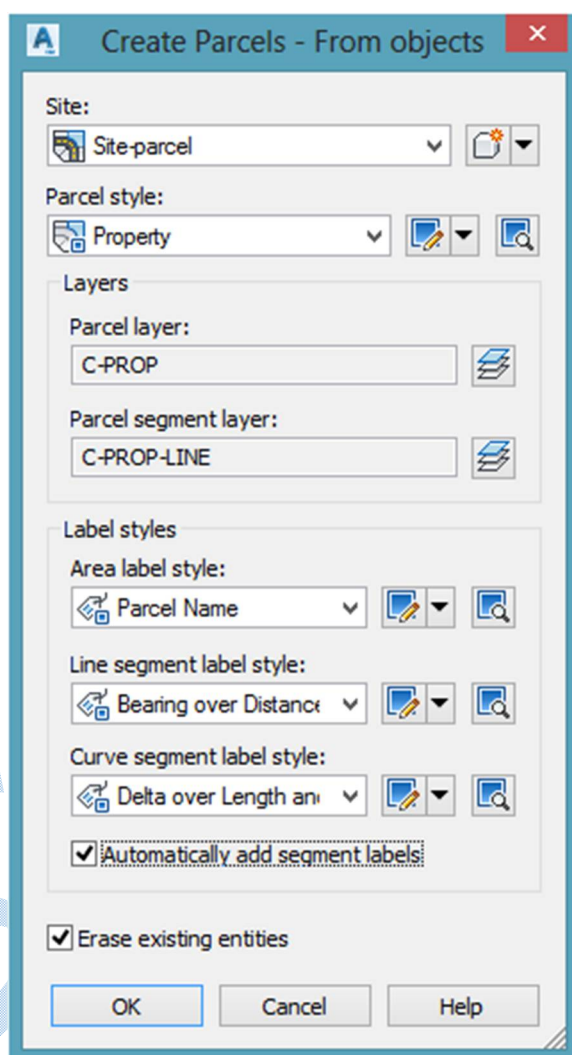 Create Parcels - From objects
Site:
Site-parcel
Parcel style:
Property
Layers
Parcel layer:
C-PROP
Parcel segment layer:
C-PROP-LINE
Label styles
Area label style:
Parcel Name
Line segment label style:
Bearing over Distance
Curve segment label style:
Delta over Length an
Automatically add segment labels
Erase existing entities
OK Cancel Help